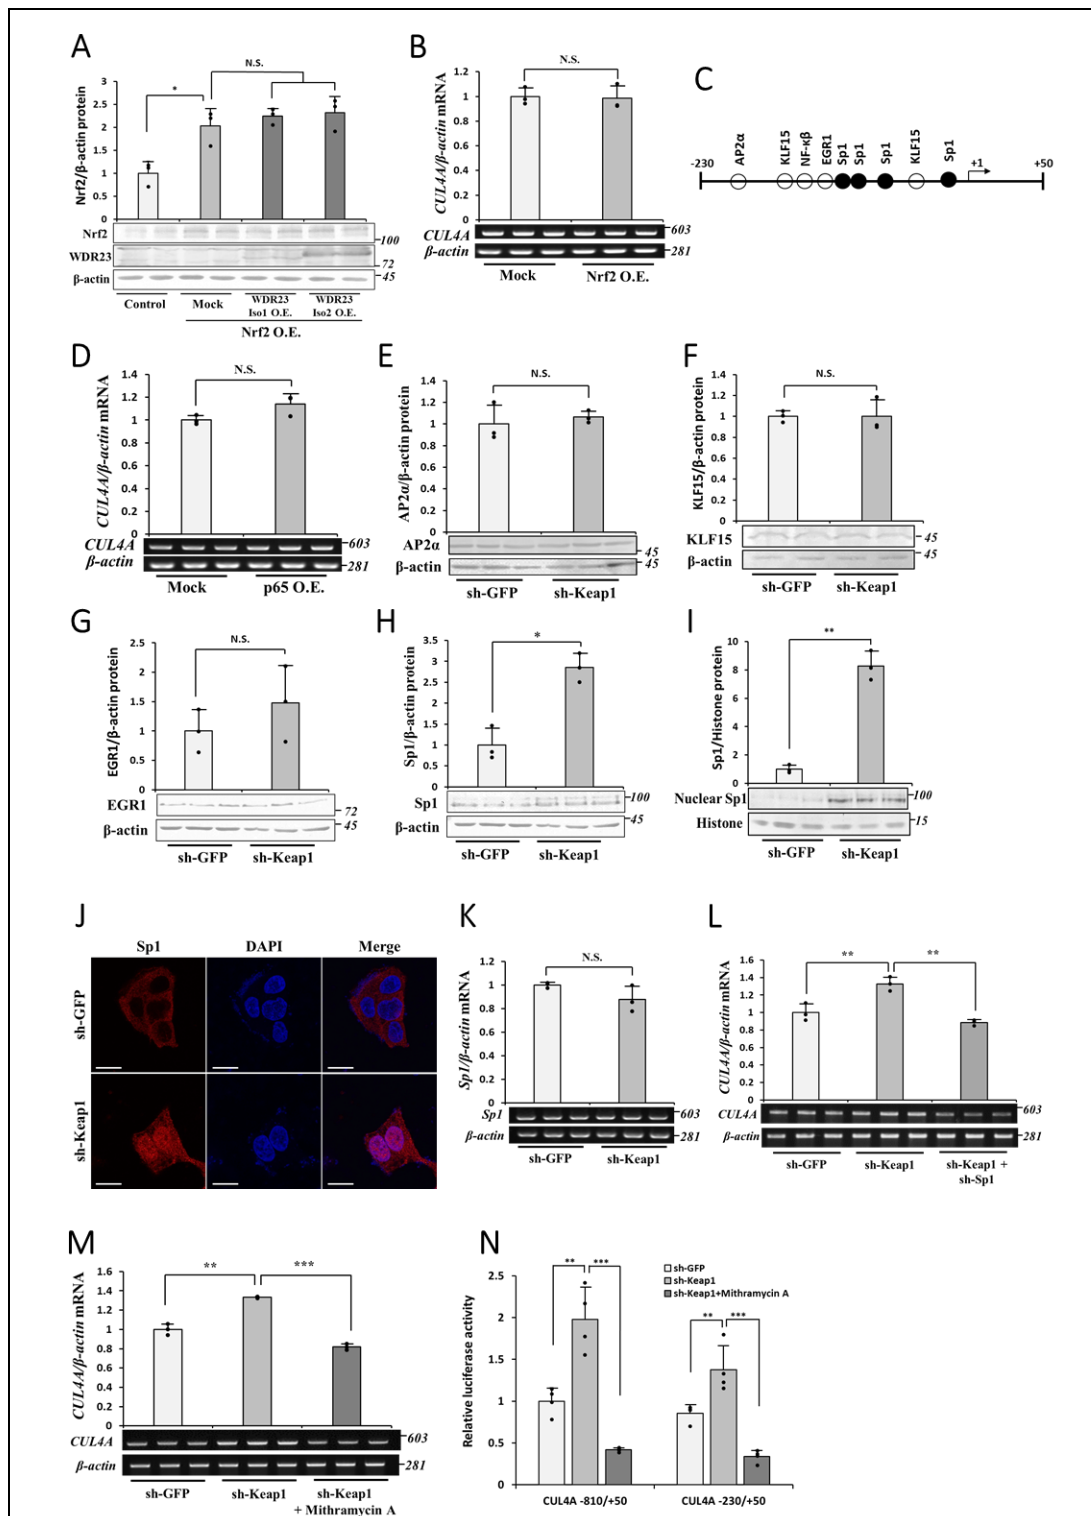 A
N.S.
*
Nrf2/β-actin protein
3
2.5
2
1.5
1
0.5
0
Nrf2
100
WDR23
72
β-actin
45
Control
Mock
WDR23
Iso1 O.E.
WDR23
Iso2 O.E.
Nrf2 O.E.
B
N.S.
CUL4A/β-actin mRNA
1.2
1
0.8
0.6
0.4
0.2
0
CUL4A
603
β-actin
281
Mock
Nrf2 O.E.
C
-230
AP2α
KLF15
NF-κβ
EGR1
Sp1
Sp1
Sp1
KLF15
Sp1
+1
+50
D
N.S.
CUL4A/β-actin mRNA
1.4
1.2
1
0.8
0.6
0.4
0.2
0
CUL4A
603
β-actin
281
Mock
p65 O.E.
E
N.S.
AP2α/β-actin protein
1.4
1.2
1
0.8
0.6
0.4
0.2
0
AP2α
45
β-actin
45
sh-GFP
sh-Keap1
F
N.S.
KLF15/β-actin protein
1.4
1.2
1
0.8
0.6
0.4
0.2
0
KLF15
45
β-actin
45
sh-GFP
sh-Keap1
G
N.S.
EGR1/β-actin protein
2.5
2
1.5
1
0.5
0
EGR1
72
β-actin
45
sh-GFP
sh-Keap1
H
*
Sp1/β-actin protein
3.5
3
2.5
2
1.5
1
0.5
0
Sp1
100
β-actin
45
sh-GFP
sh-Keap1
I
**
Sp1/Histone protein
10
8
6
4
2
0
Nuclear Sp1
100
Histone
15
sh-GFP
sh-Keap1
J
Sp1
DAPI
Merge
sh-GFP
sh-Keap1
K
N.S.
Sp1/β-actin mRNA
1.2
1
0.8
0.6
0.4
0.2
0
Sp1
603
β-actin
281
sh-GFP
sh-Keap1
L
**
**
CUL4A/β-actin mRNA
1.6
1.4
1.2
1
0.8
0.6
0.4
0.2
0
CUL4A
603
β-actin
281
sh-GFP
sh-Keap1
sh-Keap1 +
sh-Sp1
M
**
***
CUL4A/β-actin mRNA
1.6
1.4
1.2
1
0.8
0.6
0.4
0.2
0
CUL4A
603
β-actin
281
sh-GFP
sh-Keap1
sh-Keap1
+ Mithramycin A
N
sh-GFP
sh-Keap1
sh-Keap1+Mithramycin A
**
***
**
***
Relative luciferase activity
2.5
2
1.5
1
0.5
0
CUL4A -810/+50
CUL4A -230/+50